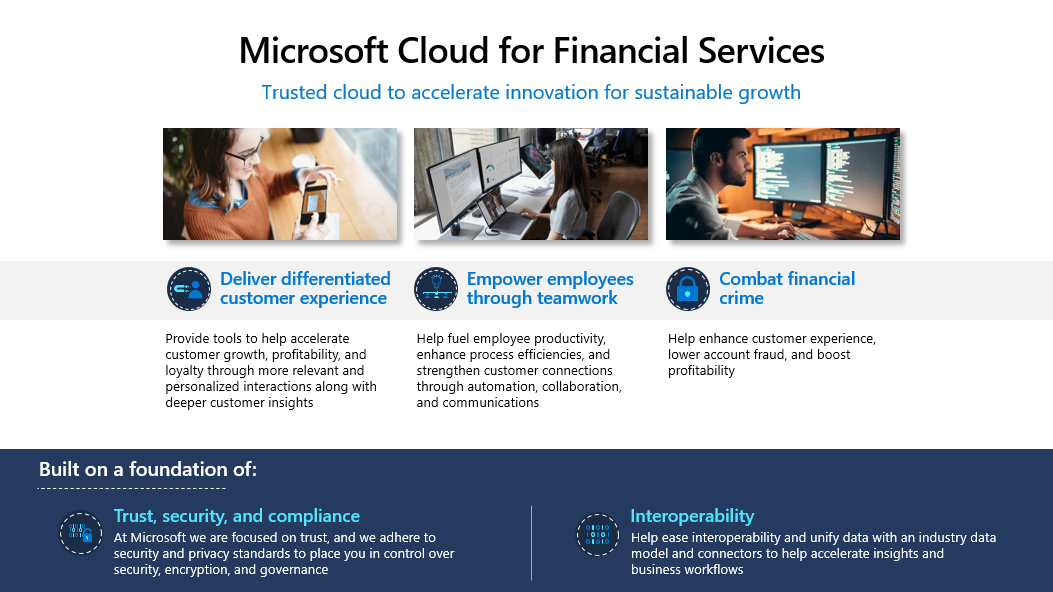 Microsoft Cloud for Financial Services
Trusted cloud to accelerate innovation for sustainable growth
Deliver differentiated
customer experience
Provide tools to help accelerate
customer growth, profitability, and
loyalty through more relevant and
personalized interactions along with
deeper customer insights
Empower employees
through teamwork
Help fuel employee productivity,
enhance process efficiencies, and
strengthen customer connections
through automation, collaboration,
and communications
Combat financial
crime
Help enhance customer experience,
lower account fraud, and boost
profitability
Built on a foundation of:
Trust, security, and compliance
At Microsoft we are focused on trust, and we adhere to
security and privacy standards to place you in control over
security, encryption, and governance
Interoperability
Help ease interoperability and unify data with an industry data
model and connectors to help accelerate insights and
business workflows